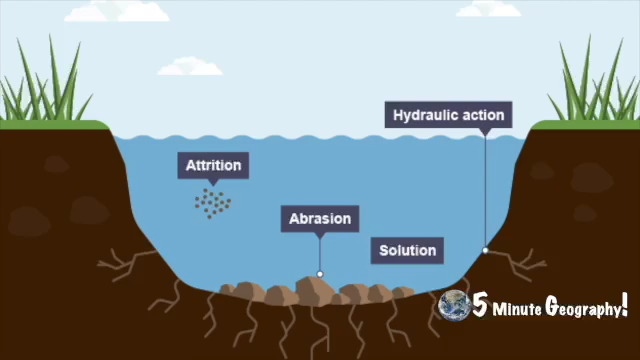 Hydraulic action
Attrition
Abrasion
Solution
5 Minute Geography!